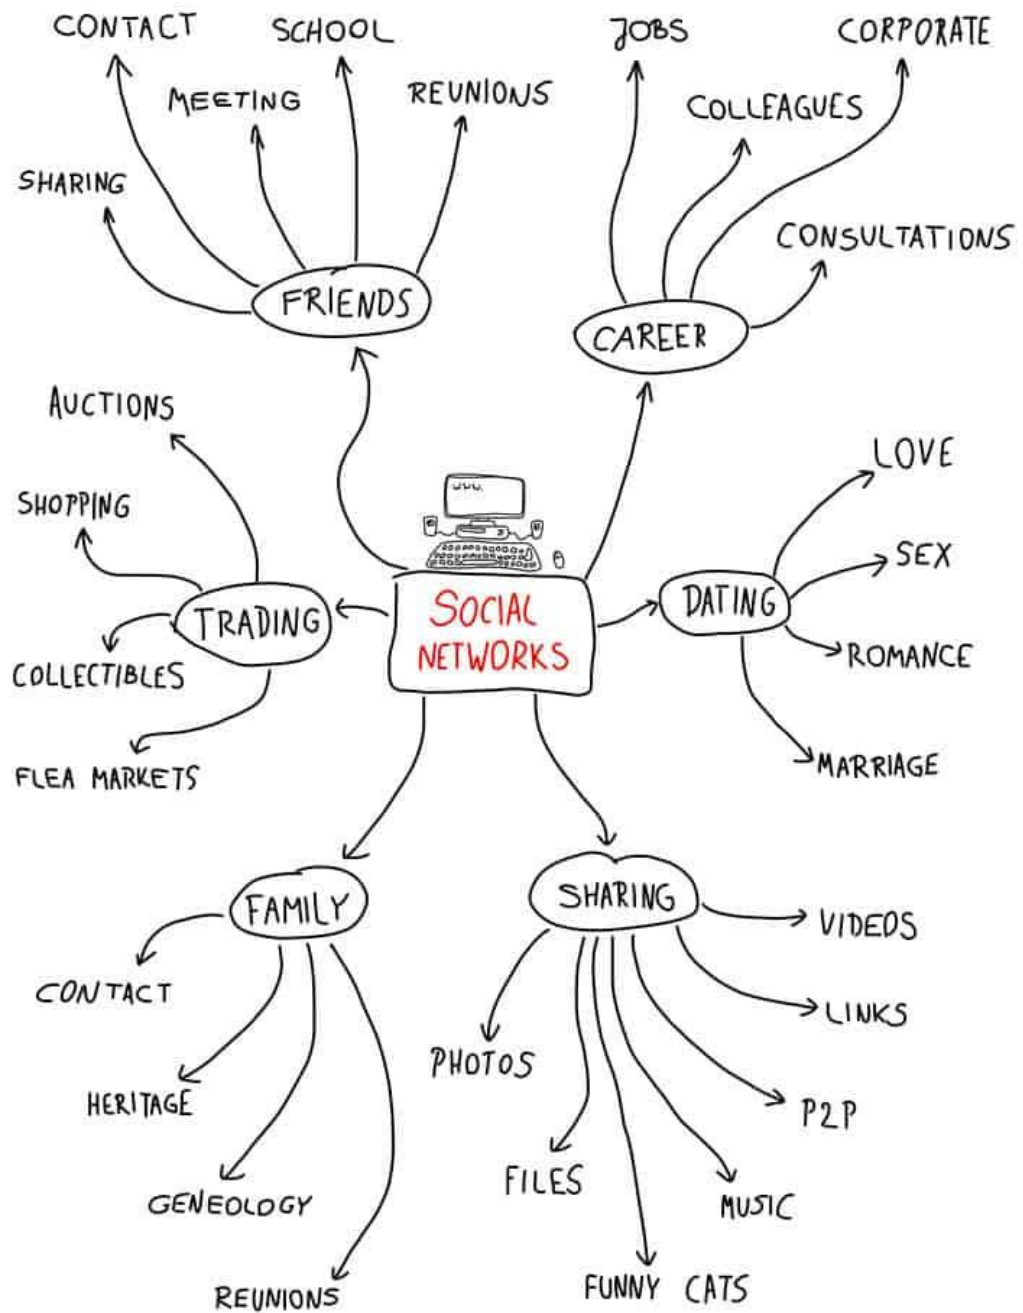 CONTACT
SCHOOL
MEETING
REUNIONS
SHARING
FRIENDS
JOBS
CORPORATE
COLLEAGUES
CONSULTATIONS
CAREER
AUCTIONS
SHOPPING
TRADING
COLLECTIBLES
FLEA MARKETS
www.
SOCIAL
NETWORKS
LOVE
SEX
DATING
ROMANCE
MARRIAGE
FAMILY
CONTACT
HERITAGE
GENEOLOGY
REUNIONS
SHARING
VIDEOS
LINKS
PHOTOS
P2P
FILES
MUSIC
FUNNY CATS